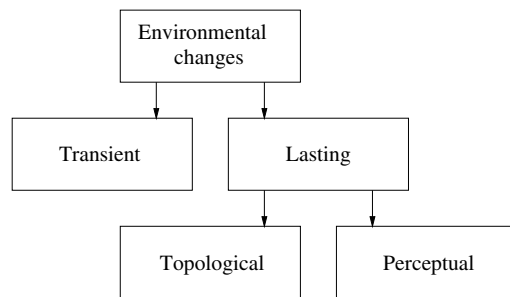 Environmental
changes
Transient
Lasting
Topological
Perceptual